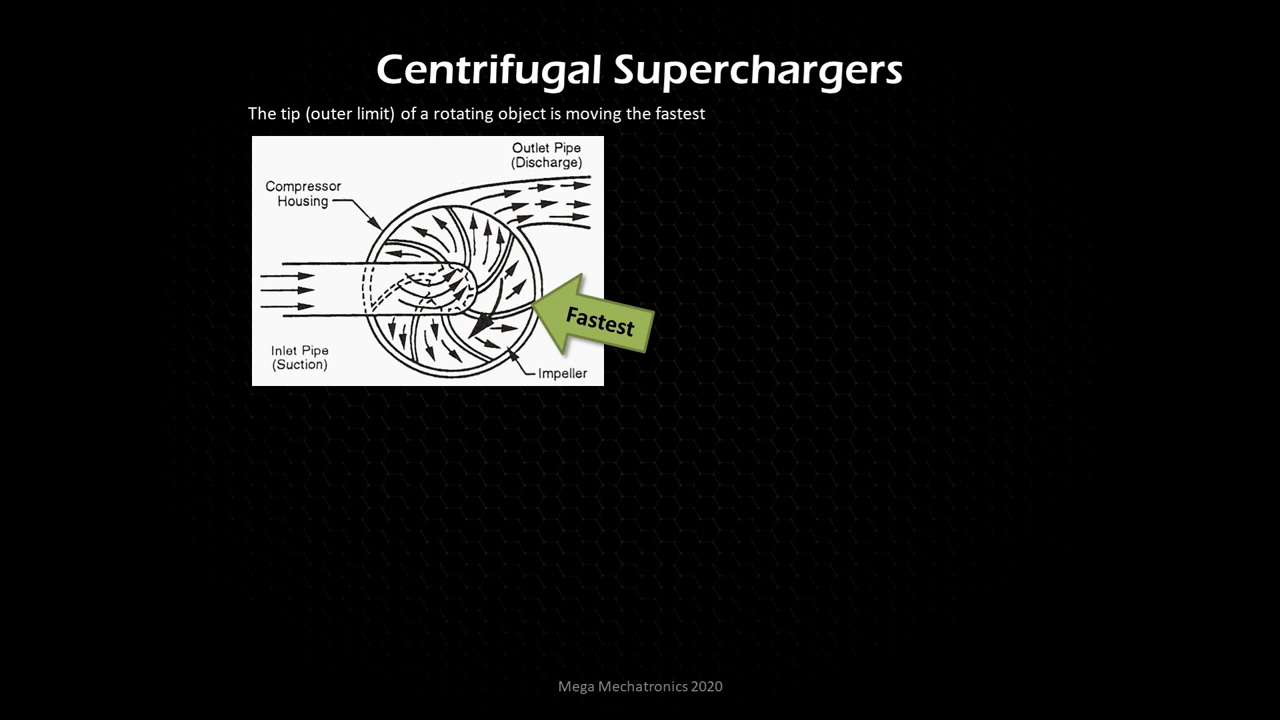 Centrifugal Superchargers
The tip (outer limit) of a rotating object is moving the fastest
Outlet Pipe
(Discharge)
Compressor
Housing
Fastest
Inlet Pipe
(Suction)
Impeller
Mega Mechatronics 2020